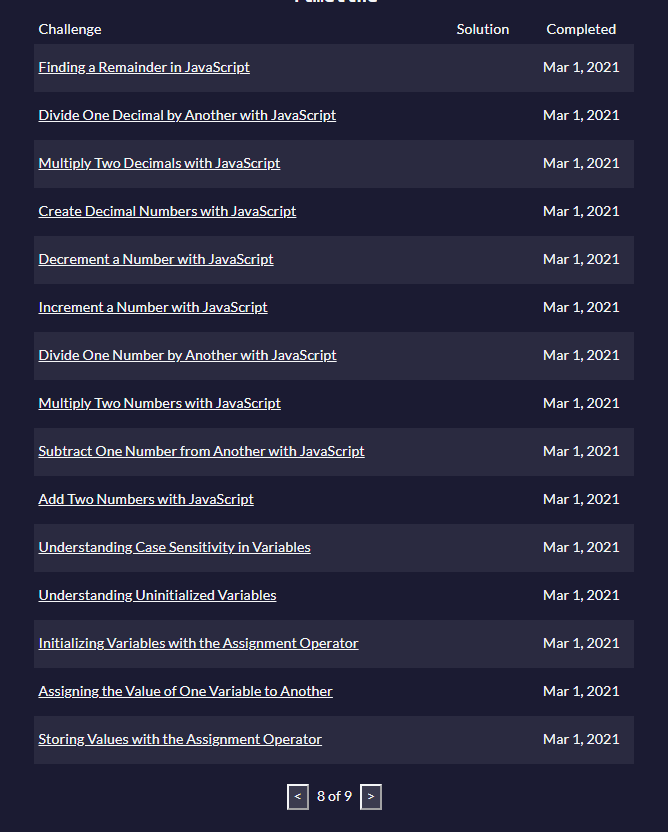 Challenge Solution Completed
Finding a Remainder in JavaScript Mar 1, 2021
Divide One Decimal by Another with JavaScript Mar 1, 2021
Multiply Two Decimals with JavaScript Mar 1, 2021
Create Decimal Numbers with JavaScript Mar 1, 2021
Decrement a Number with JavaScript Mar 1, 2021
Increment a Number with JavaScript Mar 1, 2021
Divide One Number by Another with JavaScript Mar 1, 2021
Multiply Two Numbers with JavaScript Mar 1, 2021
Subtract One Number from Another with JavaScript Mar 1, 2021
Add Two Numbers with JavaScript Mar 1, 2021
Understanding Case Sensitivity in Variables Mar 1, 2021
Understanding Uninitialized Variables Mar 1, 2021
Initializing Variables with the Assignment Operator Mar 1, 2021
Assigning the Value of One Variable to Another Mar 1, 2021
Storing Values with the Assignment Operator Mar 1, 2021
< 8 of 9 >